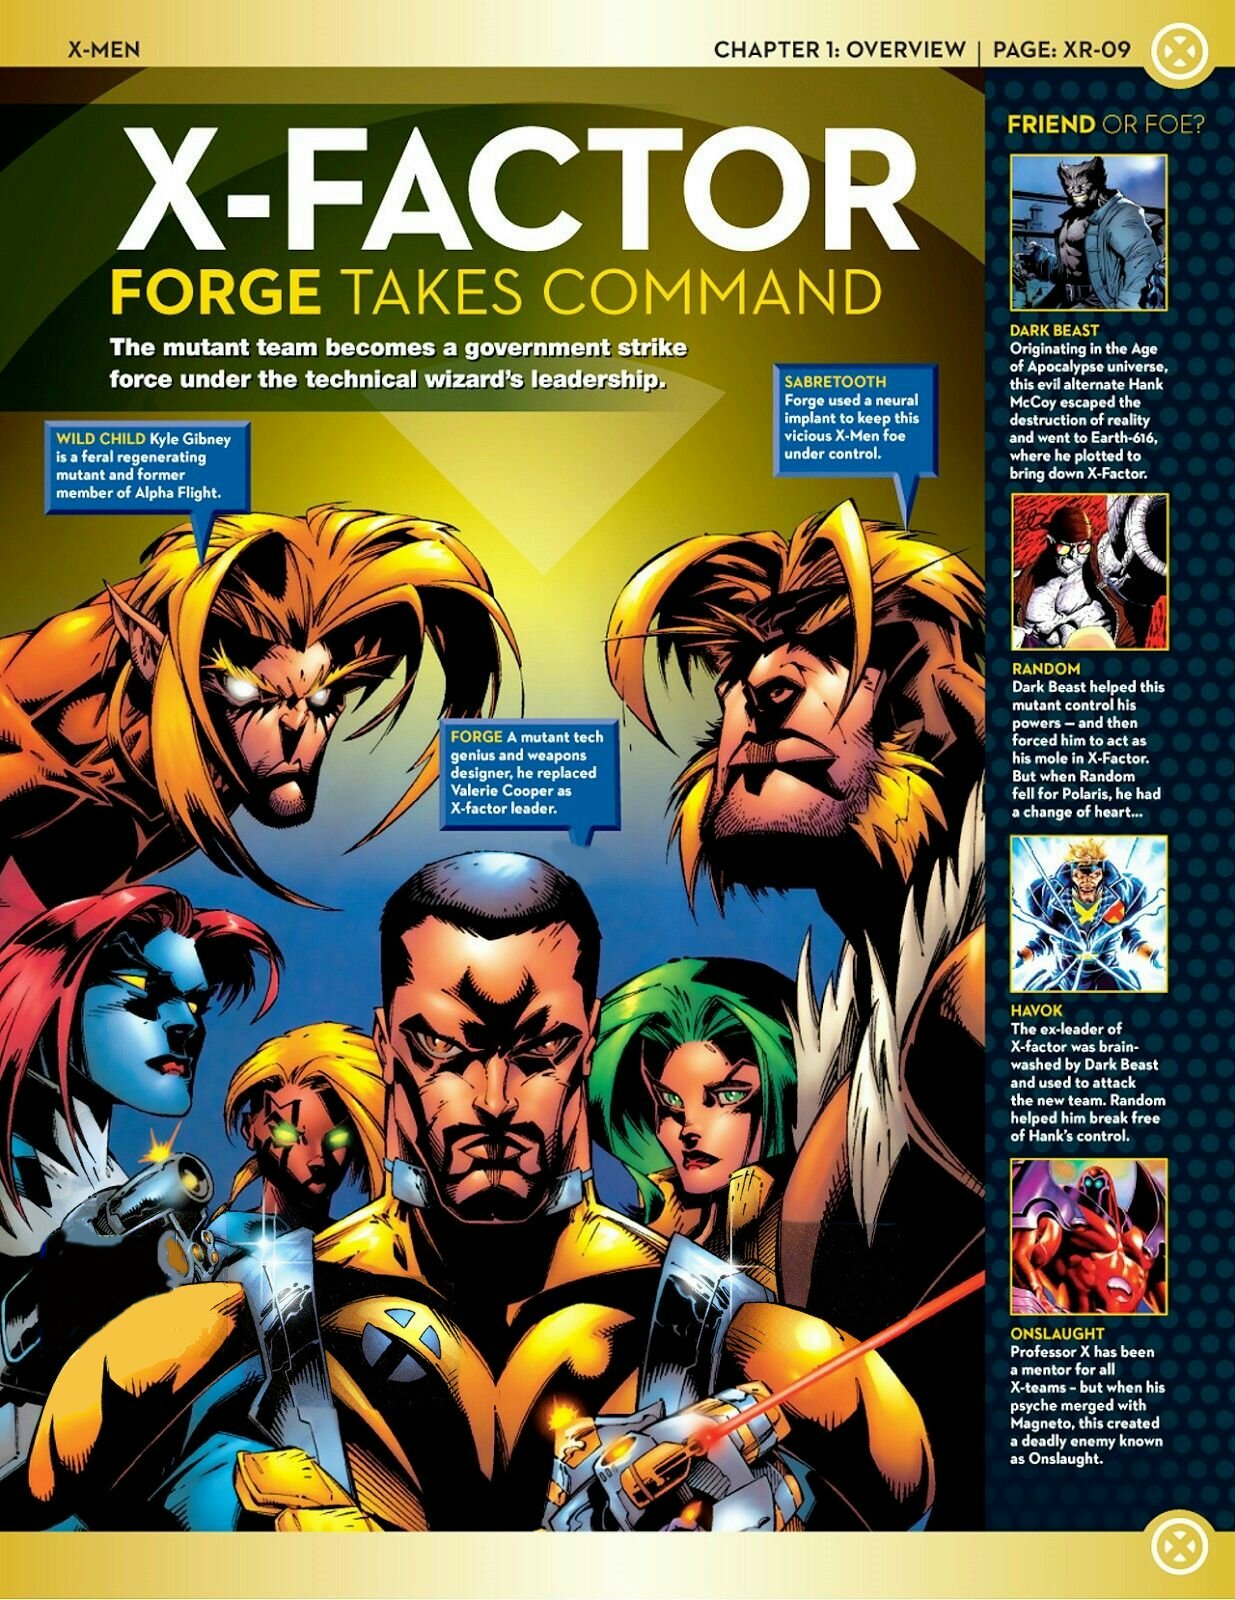 X-MEN
CHAPTER 1: OVERVIEW | PAGE: XR-09
X-FACTOR
FORGE TAKES COMMAND
The mutant team becomes a government strike
force under the technical wizard's leadership.
WILD CHILD Kyle Gibney
is a feral regenerating
mutant and former
member of Alpha Flight.
SABRETOOTH
Forge used a neural
implant to keep this
vicious X-Men foe
under control.
FORGE A mutant tech
genius and weapons
designer, he replaced
Valerie Cooper as
X-factor leader.
FRIEND OR FOE?
DARK BEAST
Originating in the Age
of Apocalypse universe,
this evil alternate Hank
McCoy escaped the
destruction of reality
and went to Earth-616,
where he plotted to
bring down X-Factor.
RANDOM
Dark Beast helped this
mutant control his
powers – and then
forced him to act as
his mole in X-Factor.
But when Random
fell for Polaris, he had
a change of heart...
HAVOK
The ex-leader of
X-factor was brain-
washed by Dark Beast
and used to attack
the new team. Random
helped him break free
of Hank's control.
ONSLAUGHT
Professor X has been
a mentor for all
X-teams – but when his
psyche merged with
Magneto, this created
a deadly enemy known
as Onslaught.